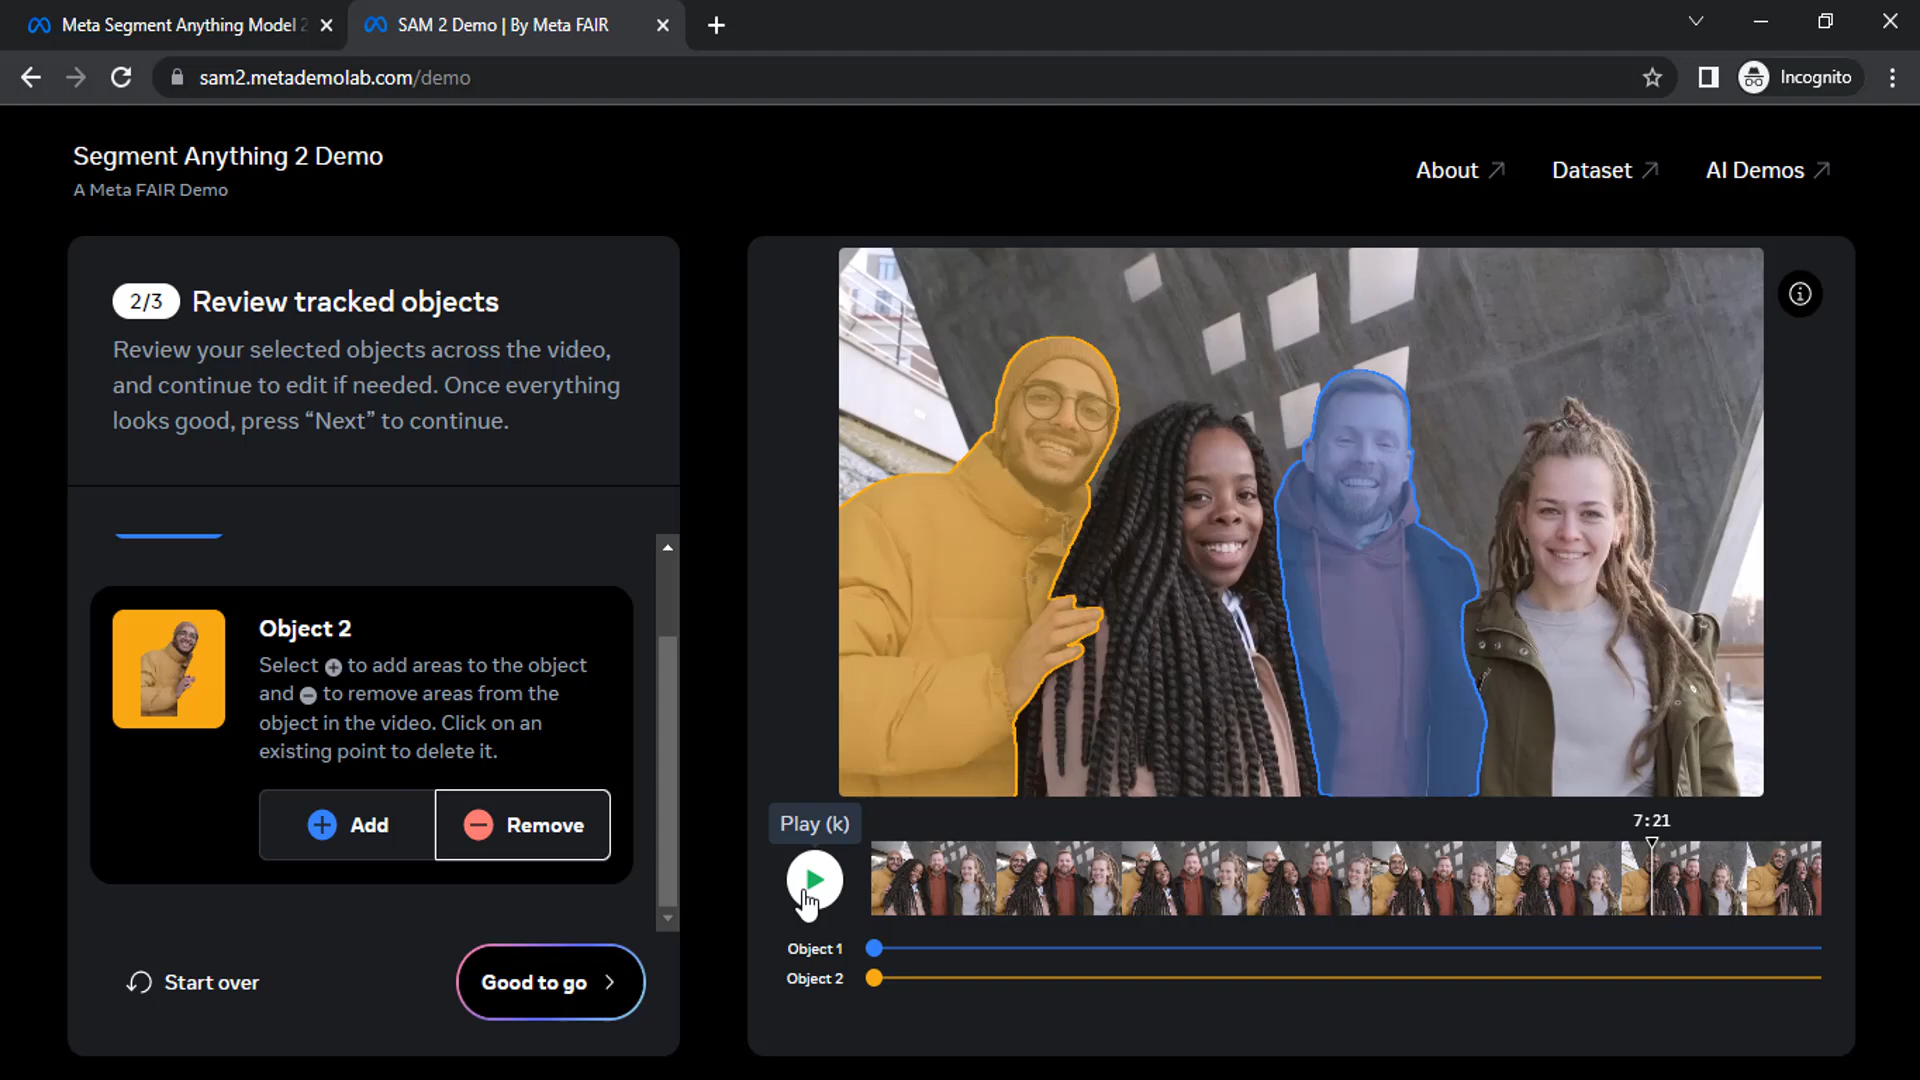 Meta Segment Anything Model 2
SAM 2 Demo | By Meta FAIR
sam2.metademolab.com/demo
Incognito
Segment Anything 2 Demo
A Meta FAIR Demo
About
Dataset
AI Demos
2/3
Review tracked objects
Review your selected objects across the video,
and continue to edit if needed. Once everything
looks good, press “Next” to continue.
Object 2
Select + to add areas to the object
and − to remove areas from the
object in the video. Click on an
existing point to delete it.
Add
Remove
Start over
Good to go
Play (k)
7:21
Object 1
Object 2